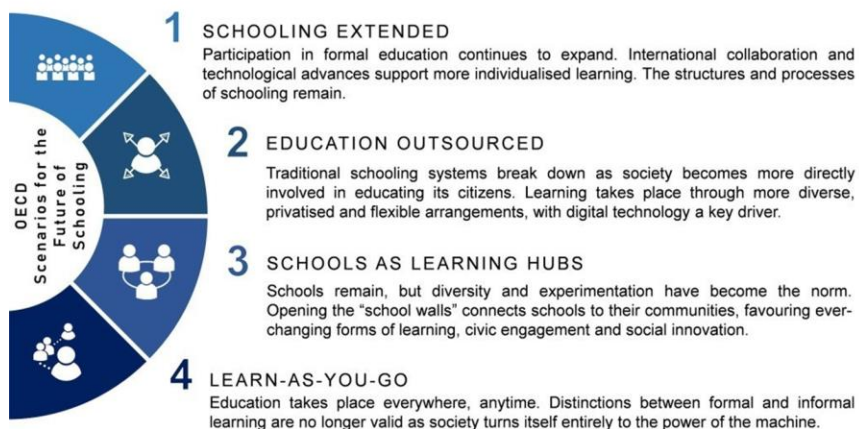 OECD
Scenarios for the
Future of
Schooling
1 SCHOOLING EXTENDED
Participation in formal education continues to expand. International collaboration and
technological advances support more individualised learning. The structures and processes
of schooling remain.
2 EDUCATION OUTSOURCED
Traditional schooling systems break down as society becomes more directly
involved in educating its citizens. Learning takes place through more diverse,
privatised and flexible arrangements, with digital technology a key driver.
3 SCHOOLS AS LEARNING HUBS
Schools remain, but diversity and experimentation have become the norm.
Opening the “school walls” connects schools to their communities, favouring ever-
changing forms of learning, civic engagement and social innovation.
4 LEARN-AS-YOU-GO
Education takes place everywhere, anytime. Distinctions between formal and informal
learning are no longer valid as society turns itself entirely to the power of the machine.